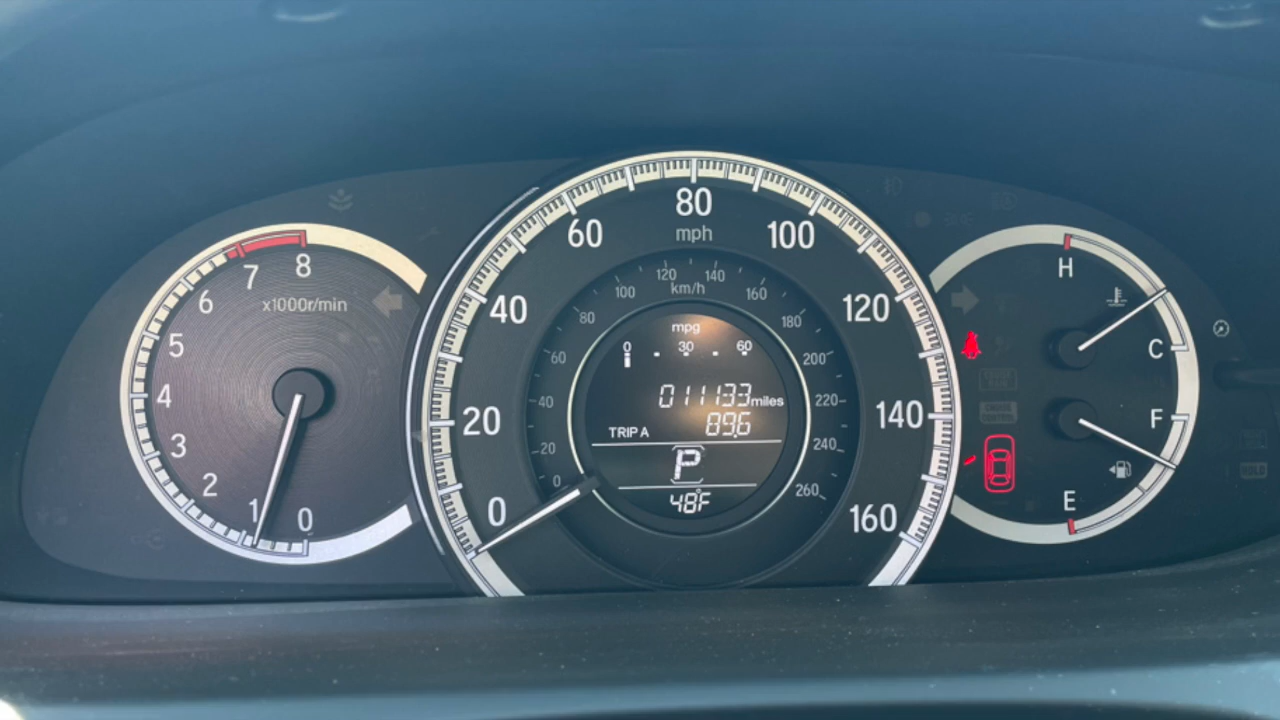 8
7
6
5
4
3
2
1
0
x1000r/min
0
20
40
60
80
100
120
140
160
mph
0
20
40
60
80
100
120
140
160
180
200
220
240
260
km/h
mpg
0 30 60
011133 miles
TRIP A 89.6
P
48°F
H
C
F
E